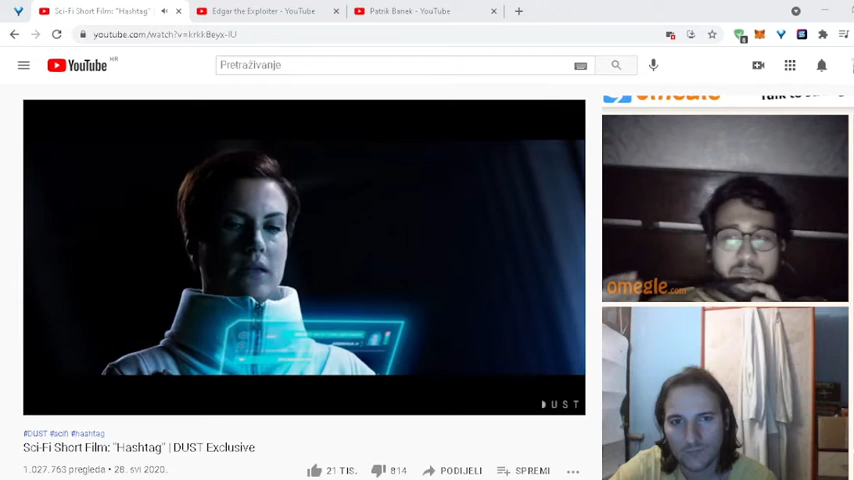 Sci-Fi Short Film: "Hashtag"
Edgar the Exploiter - YouTube
Patrik Banek - YouTube
youtube.com/watch?v=krkkBeyx-IU
YouTube HR
Pretraživanje
omegle
omegle.com
DUST
#DUST #scifi #hashtag
Sci-Fi Short Film: "Hashtag" | DUST Exclusive
1.027.763 pregleda • 28. svi 2020.
21 TIS.
814
PODIJELI
SPREMI